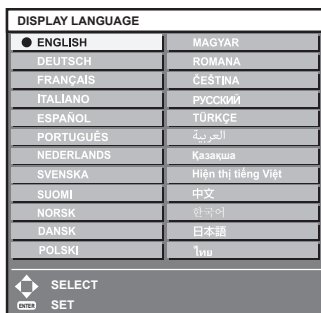 DISPLAY LANGUAGE
ENGLISH
DEUTSCH
FRANÇAIS
ITALIANO
ESPAÑOL
PORTUGUÊS
NEDERLANDS
SVENSKA
SUOMI
NORSK
DANSK
POLSKI
MAGYAR
ROMANA
ČEŠTINA
РУССКИЙ
TÜRKÇE
العربية
Қазақша
Hiện thị tiếng Việt
中文
한국어
日本語
ไทย
SELECT
ENTER SET